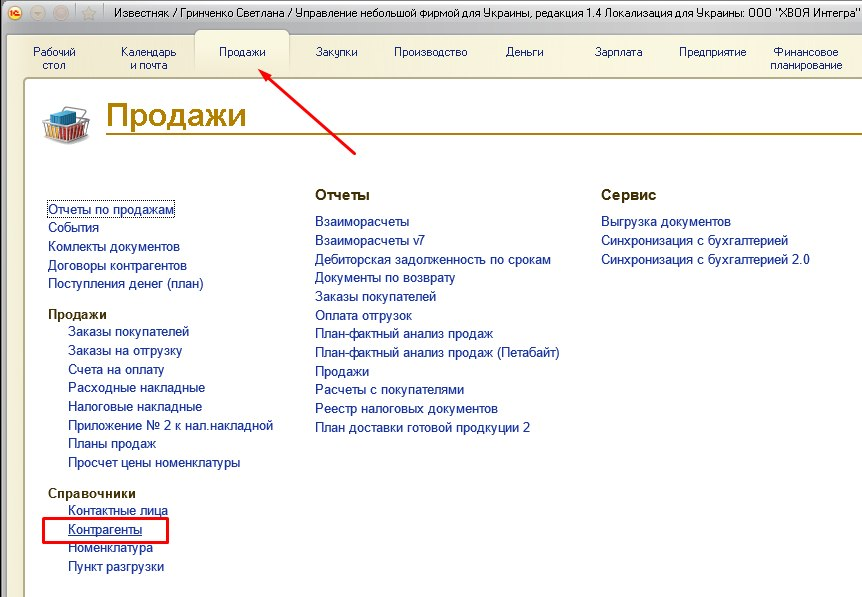 Известняк / Гринченко Светлана / Управление небольшой фирмой для Украины, редакция 1.4 Локализация для Украины: ООО "ХВОЯ Интегра"
Рабочий стол
Календарь и почта
Продажи
Закупки
Производство
Деньги
Зарплата
Предприятие
Финансовое планирование
Продажи
Отчеты по продажам
События
Комлекты документов
Договоры контрагентов
Поступления денег (план)
Продажи
Заказы покупателей
Заказы на отгрузку
Счета на оплату
Расходные накладные
Налоговые накладные
Приложение № 2 к нал.накладной
Планы продаж
Просчет цены номенклатуры
Справочники
Контактные лица
Контрагенты
Номенклатура
Пункт разгрузки
Отчеты
Взаиморасчеты
Взаиморасчеты v7
Дебиторская задолженность по срокам
Документы по возврату
Заказы покупателей
Оплата отгрузок
План-фактный анализ продаж
План-фактный анализ продаж (Петабайт)
Продажи
Расчеты с покупателями
Реестр налоговых документов
План доставки готовой продкуции 2
Сервис
Выгрузка документов
Синхронизация с бухгалтерией
Синхронизация с бухгалтерией 2.0